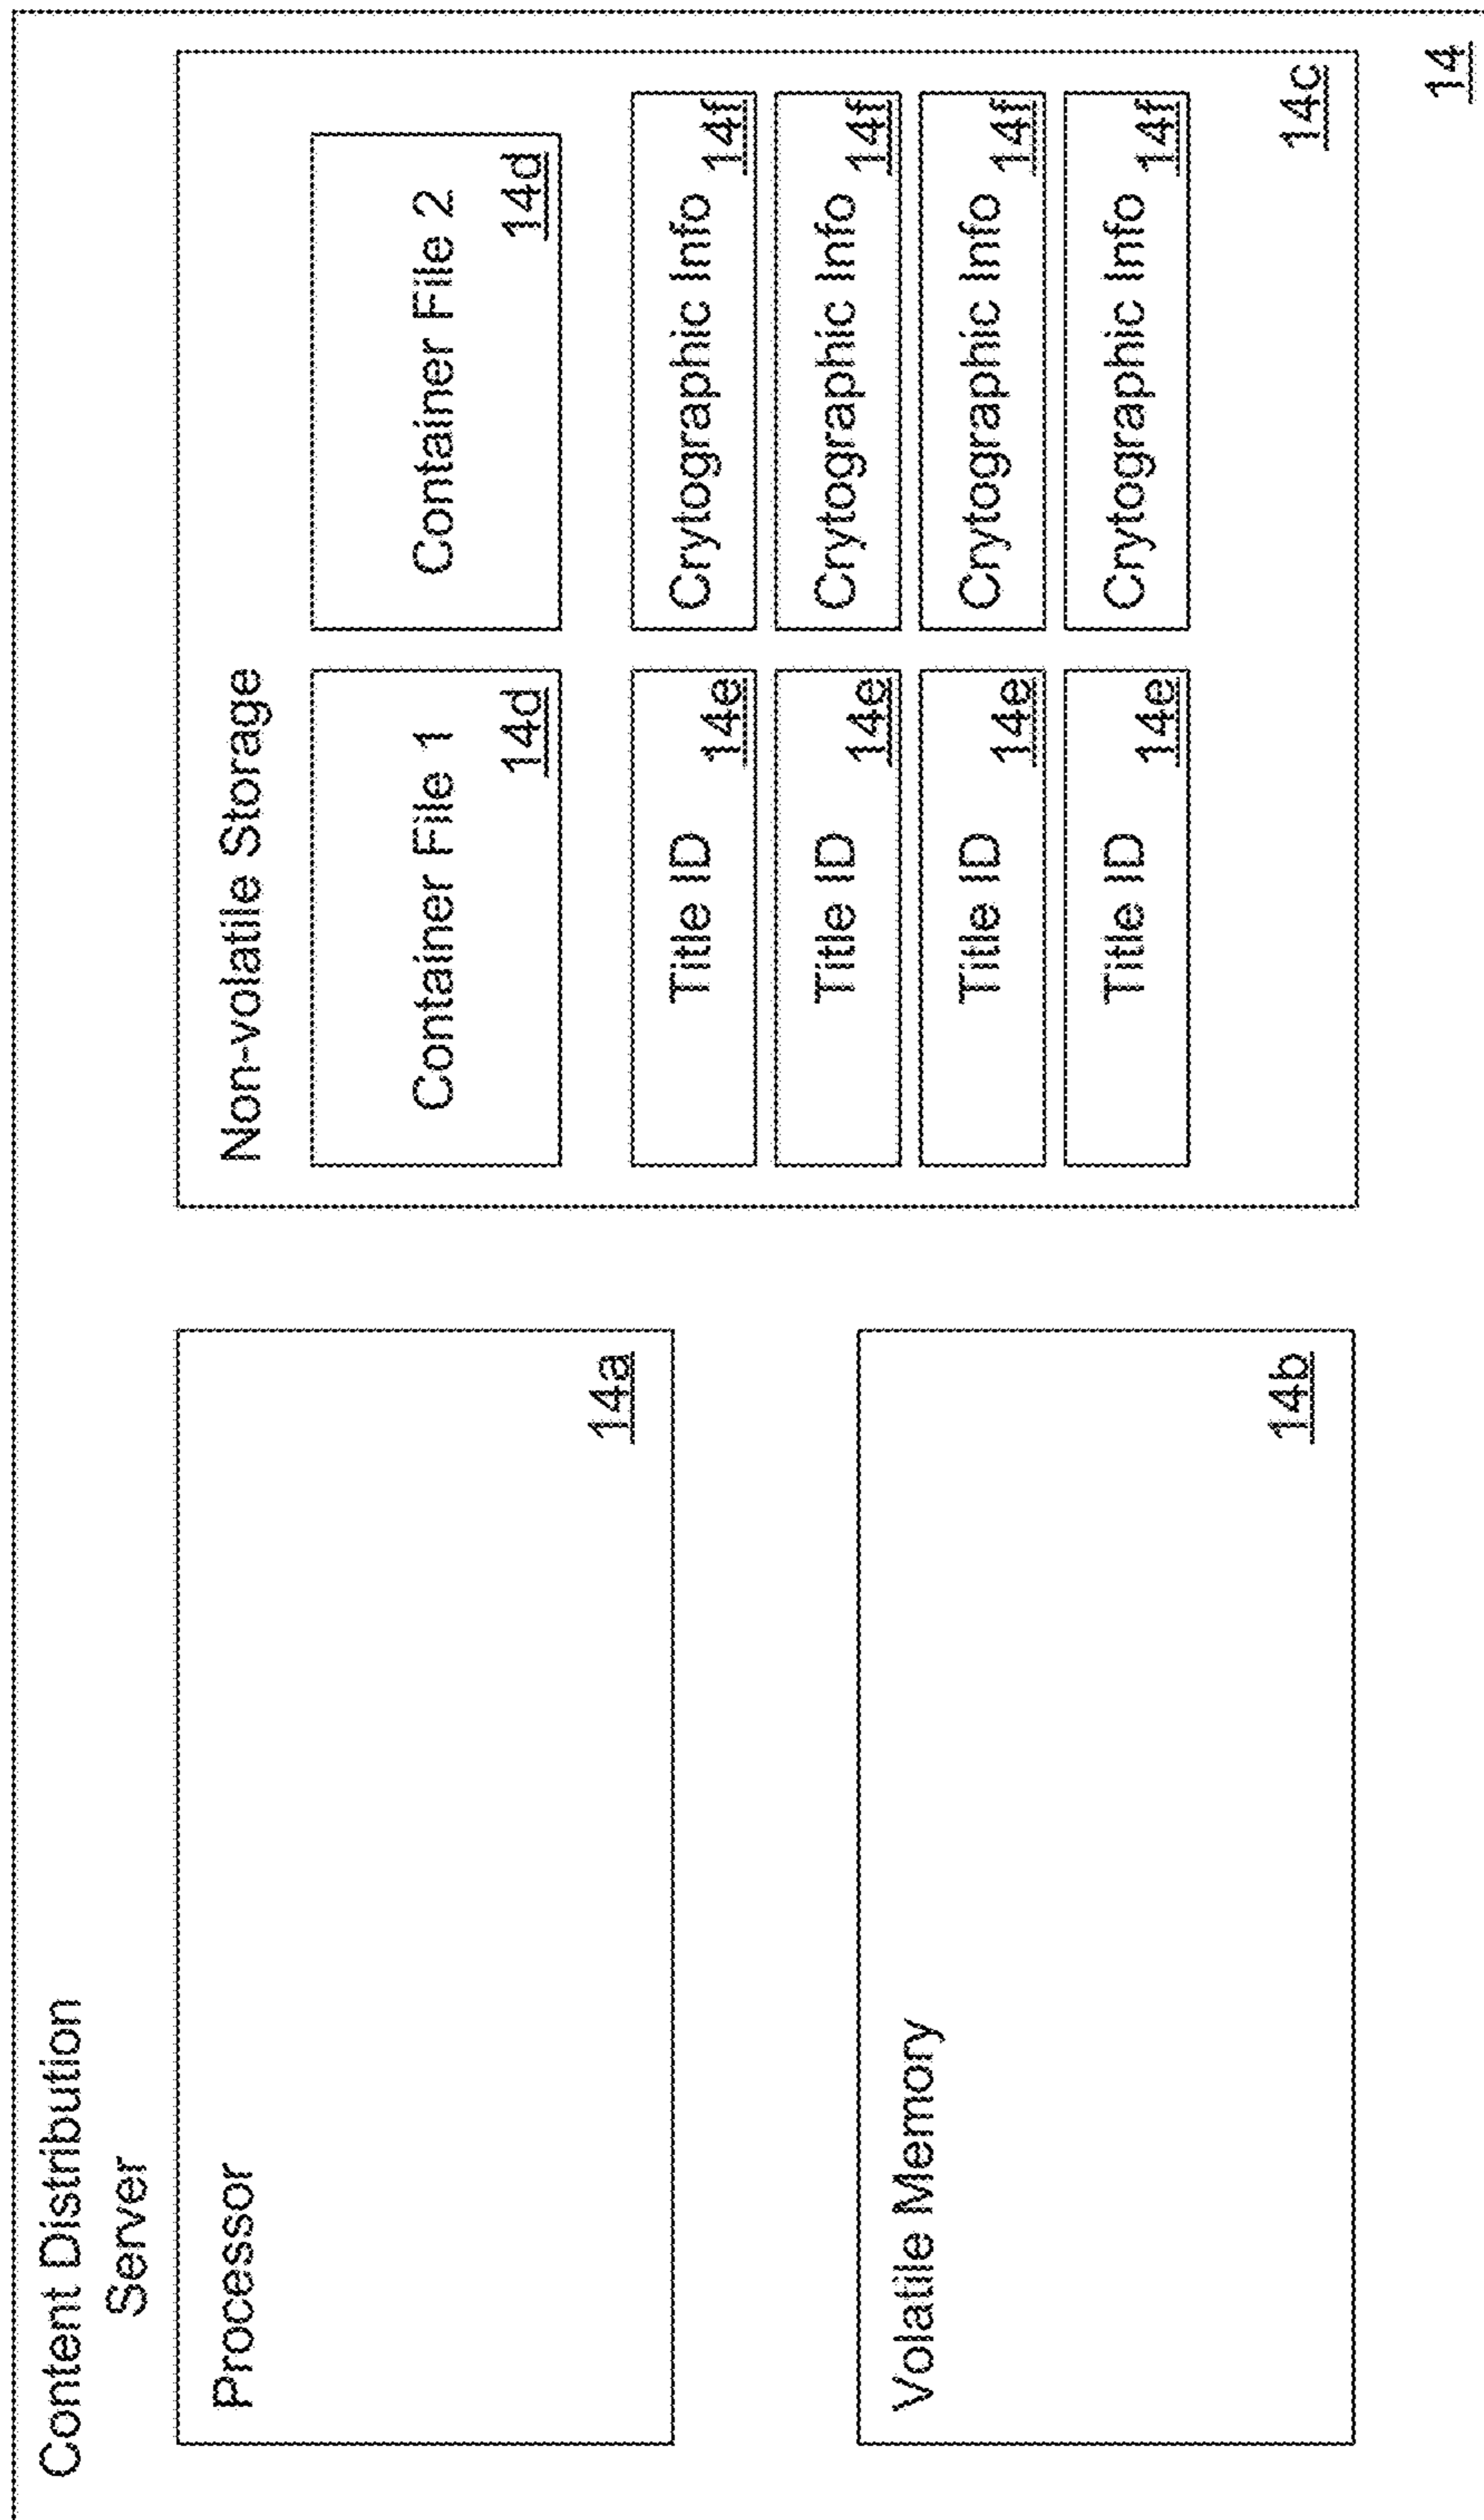 Content Distribution
Server
Processor
14a
Volatile Memory
14b
Non-volatile Storage
Container File 1
14d
Container File 2
14d
Title ID
14e
Crytographic Info
14f
Title ID
14e
Crytographic Info
14f
Title ID
14e
Crytographic Info
14f
Title ID
14e
Crytographic Info
14f
14c
14